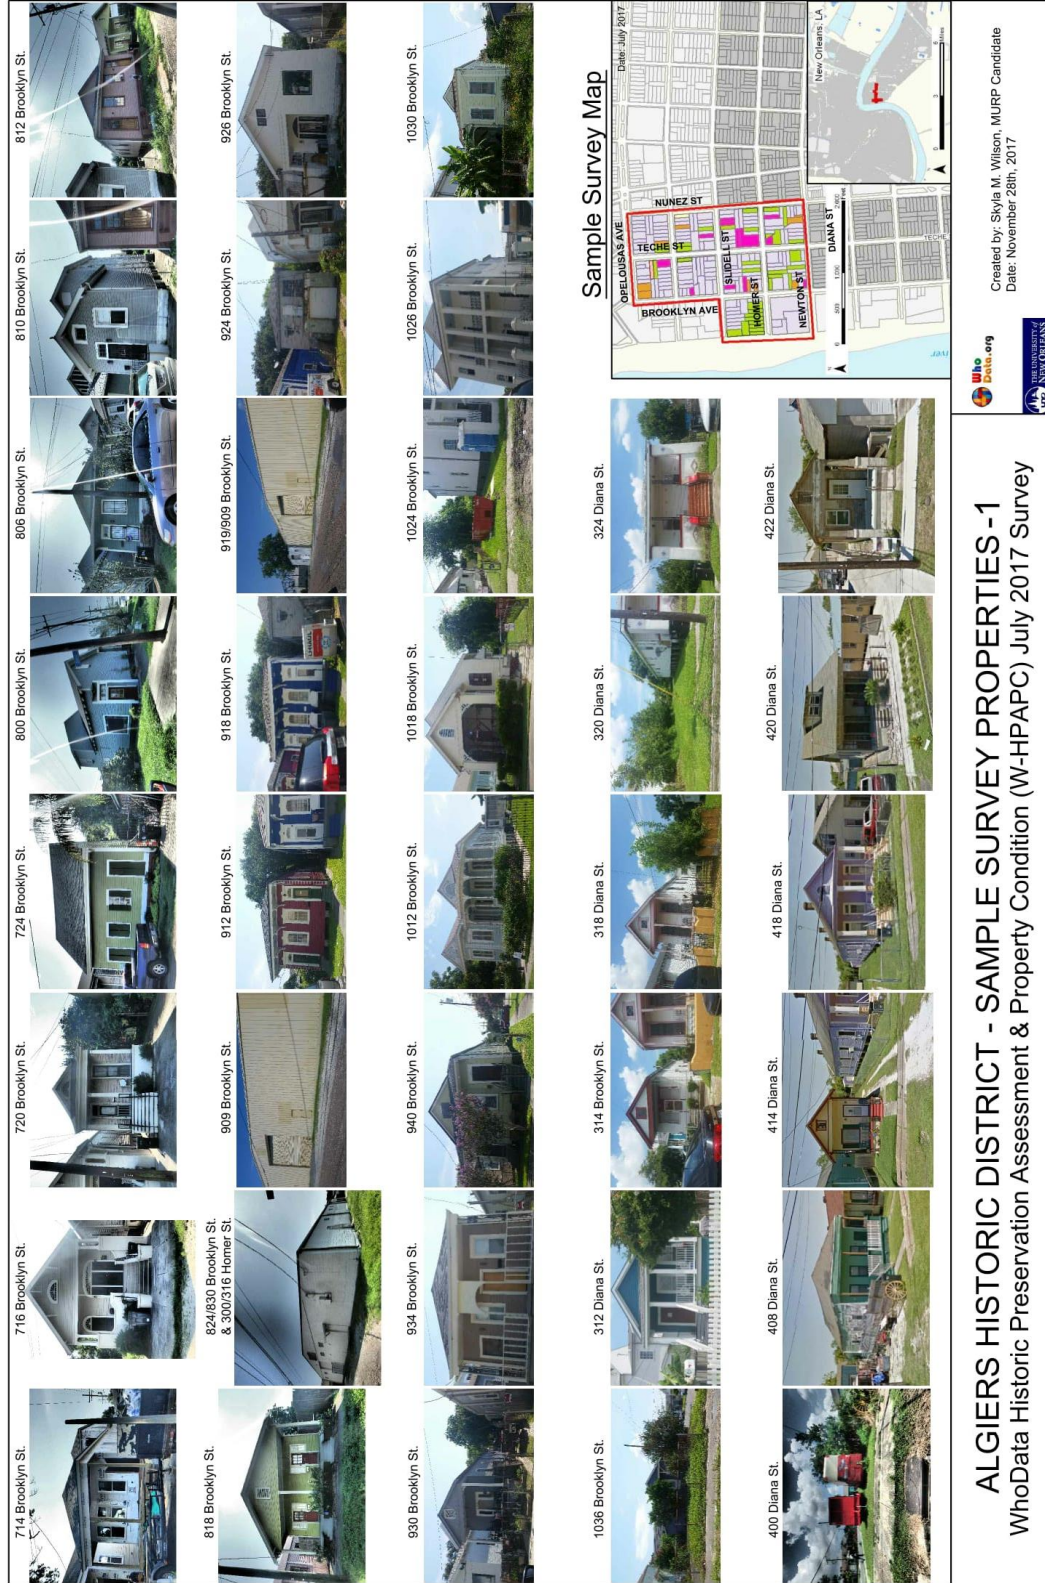 714 Brooklyn St.
716 Brooklyn St.
720 Brooklyn St.
724 Brooklyn St.
800 Brooklyn St.
806 Brooklyn St.
810 Brooklyn St.
812 Brooklyn St.
818 Brooklyn St.
824/830 Brooklyn St.
& 300/316 Homer St.
909 Brooklyn St.
912 Brooklyn St.
918 Brooklyn St.
919/909 Brooklyn St.
924 Brooklyn St.
926 Brooklyn St.
930 Brooklyn St.
934 Brooklyn St.
940 Brooklyn St.
1012 Brooklyn St.
1018 Brooklyn St.
1024 Brooklyn St.
1026 Brooklyn St.
1030 Brooklyn St.
1036 Brooklyn St.
312 Diana St.
314 Brooklyn St.
318 Diana St.
320 Diana St.
324 Diana St.
400 Diana St.
408 Diana St.
414 Diana St.
418 Diana St.
420 Diana St.
422 Diana St.
UHAUL
Sample Survey Map
Date: July 2017
OPELOUSAS AVE
NUNEZ ST
TECHE ST
BROOKLYN AVE
SLIDELL ST
HOMER ST
NEWTON ST
DIANA ST
TECHE
New Orleans, LA
ALGIERS HISTORIC DISTRICT - SAMPLE SURVEY PROPERTIES-1
WhoData Historic Preservation Assessment & Property Condition (W-HPAPC) July 2017 Survey
Who
Data.org
THE UNIVERSITY of
NEW ORLEANS
Created by: Skyla M. Wilson, MURP Candidate
Date: November 28th, 2017